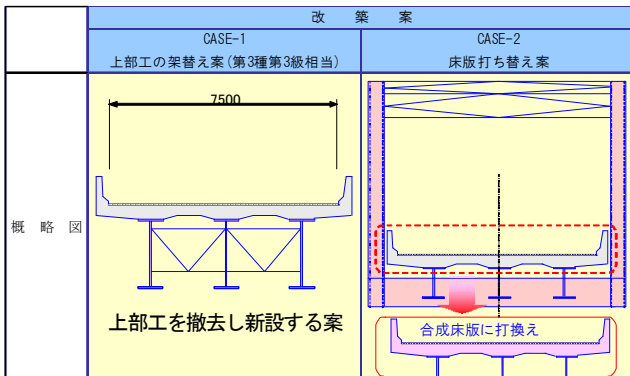 改 築 案
CASE-1
上部工の架替え案(第3種第3級相当)
CASE-2
床版打ち替え案
概 略 図
7500
上部工を撤去し新設する案
合成床版に打換え